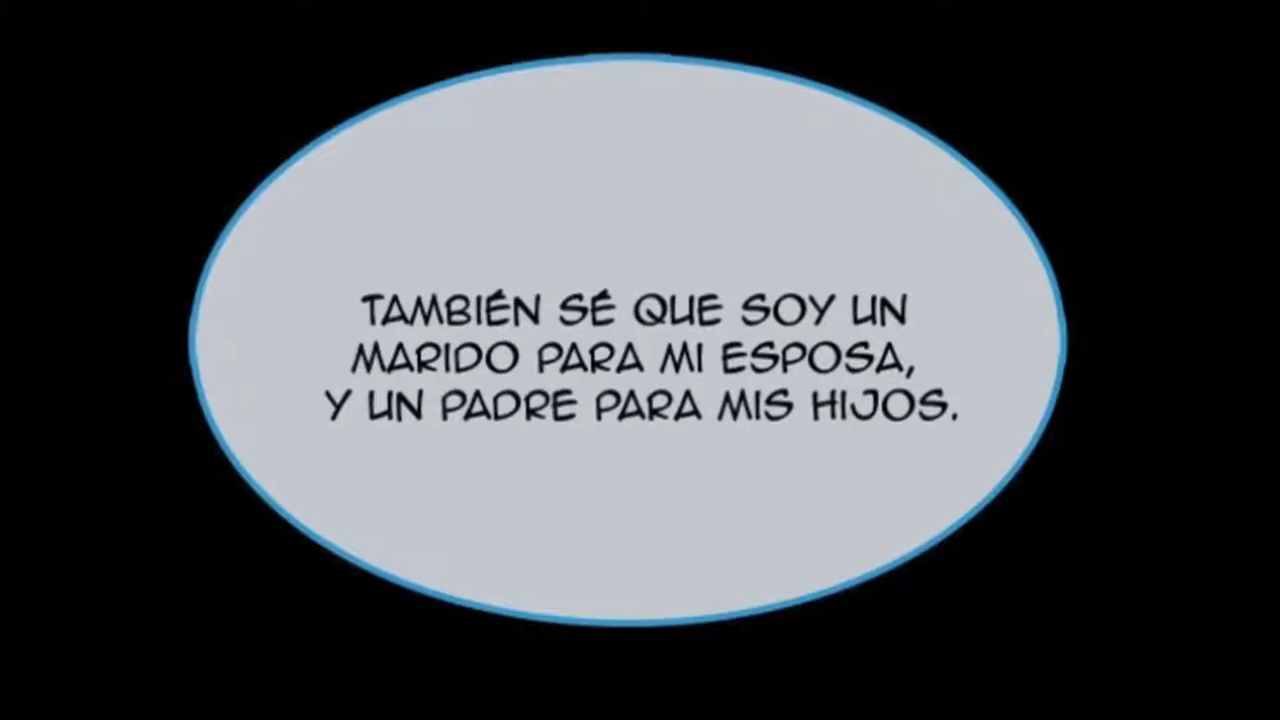 TAMBIÉN SÉ QUE SOY UN
MARIDO PARA MI ESPOSA,
Y UN PADRE PARA MIS HIJOS.